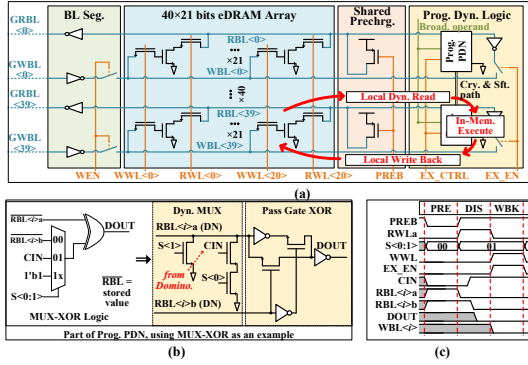 BL Seg.
40×21 bits eDRAM Array
Shared Prechrg.
Prog. Dyn. Logic
GRBL <0>
GWBL <0>
GRBL <39>
GWBL <39>
RBL<0>
••• ×21
WBL<0>
RBL<39>
••• ×21
WBL<39>
Broad. operand
Prog. PDN
Cry. & Sft. path
Local Dyn. Read
In-Mem. Execute
Local Write Back
WEN
WWL<0>
RWL<0>
WWL<20>
RWL<20>
PREB
EX_CTRL
EX_EN
(a)
RBL<i>a
RBL<i>b
CIN
I'b1
S<0:1>
00
01
1x
DOUT
RBL = stored value
MUX-XOR Logic
Dyn. MUX
RBL<i>a (DN)
S<1>
CIN
from Domino.
S<0>
RBL<i>b (DN)
Pass Gate XOR
DOUT
Part of Prog. PDN, using MUX-XOR as an example
(b)
PRE DIS WBK
PREB
RWLa
S<0:1> 00 01
WWL
EX_EN
CIN
RBL<i>a
RBL<i>b
DOUT
WBL<i>
(c)